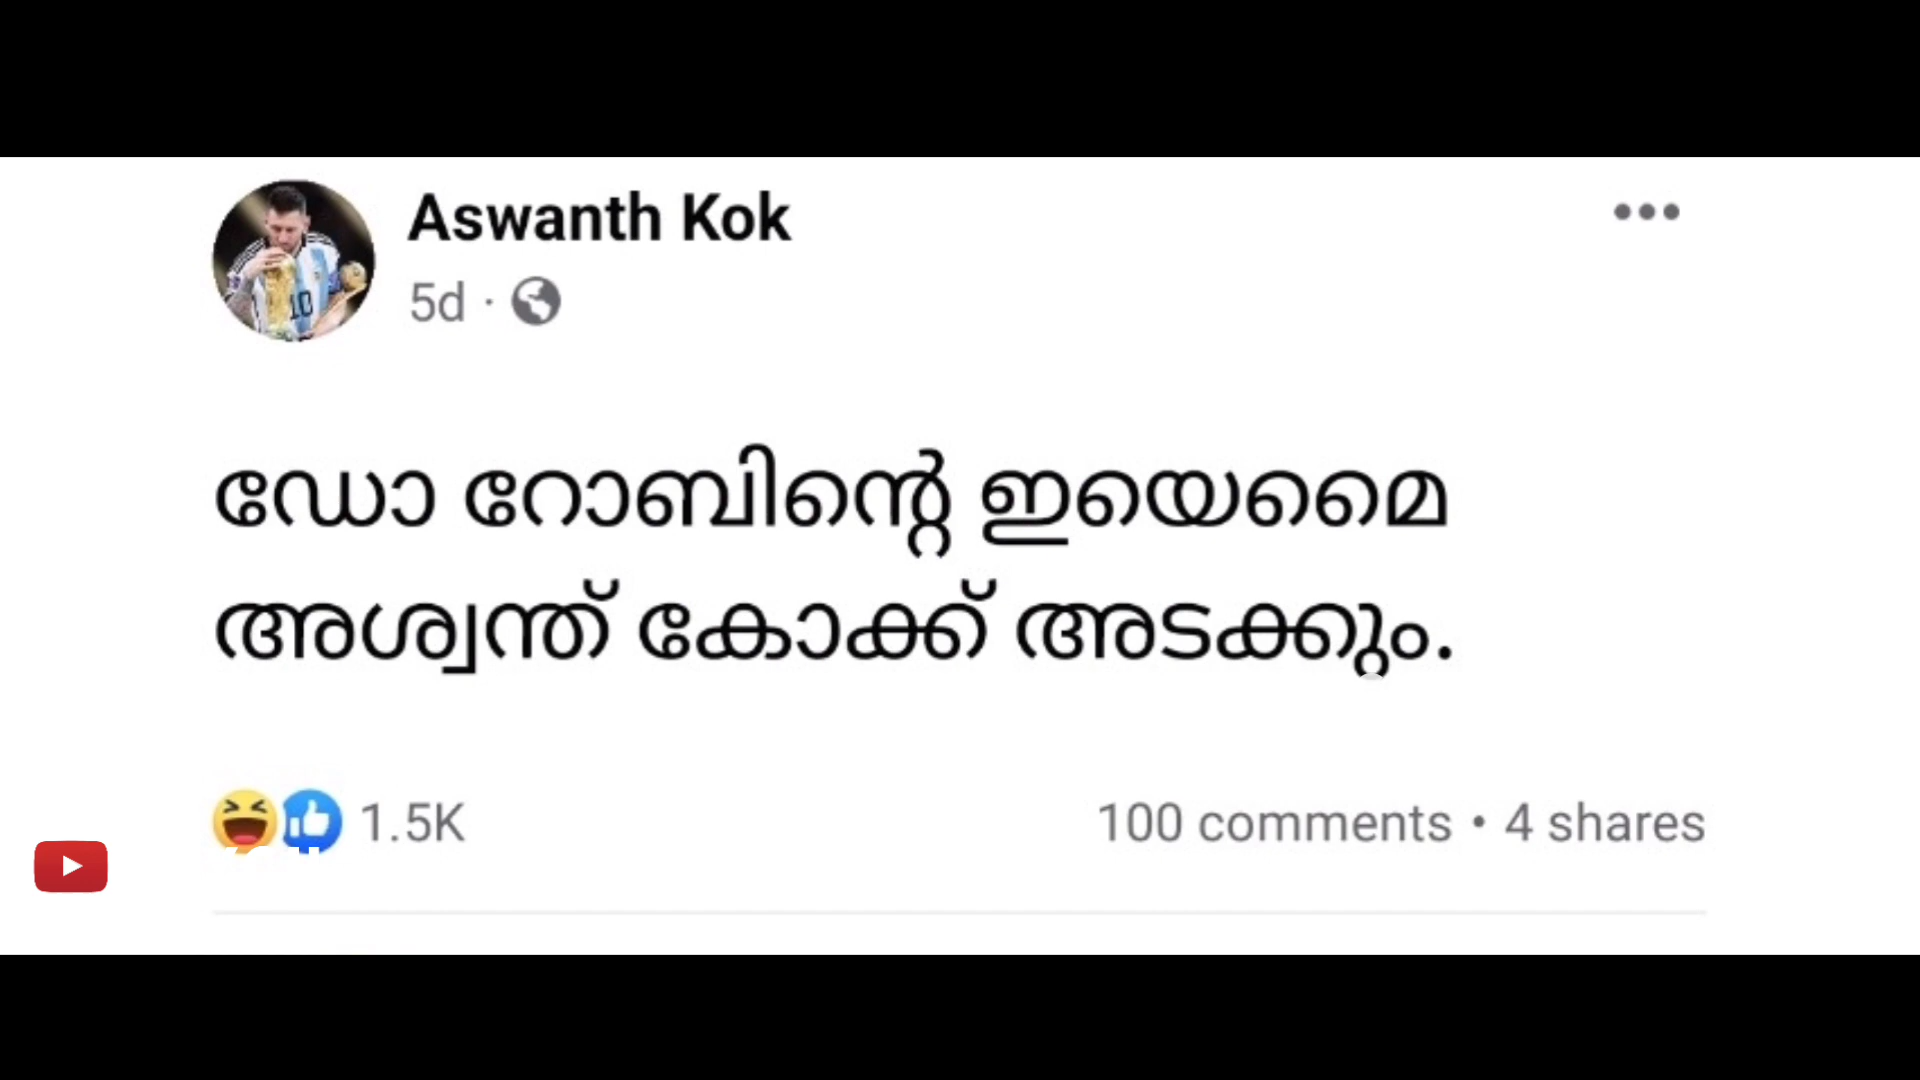 Aswanth Kok
5d ·
ഡോ റോബിന്റെ ഇയെമൈ
അശ്വന്ത് കോക്ക് അടക്കും.
1.5K
100 comments • 4 shares